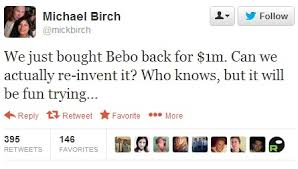 Michael Birch
@mickbirch
Follow
We just bought Bebo back for $1m. Can we
actually re-invent it? Who knows, but it will
be fun trying...
Reply Retweet Favorite More
395 146
RETWEETS FAVORITES